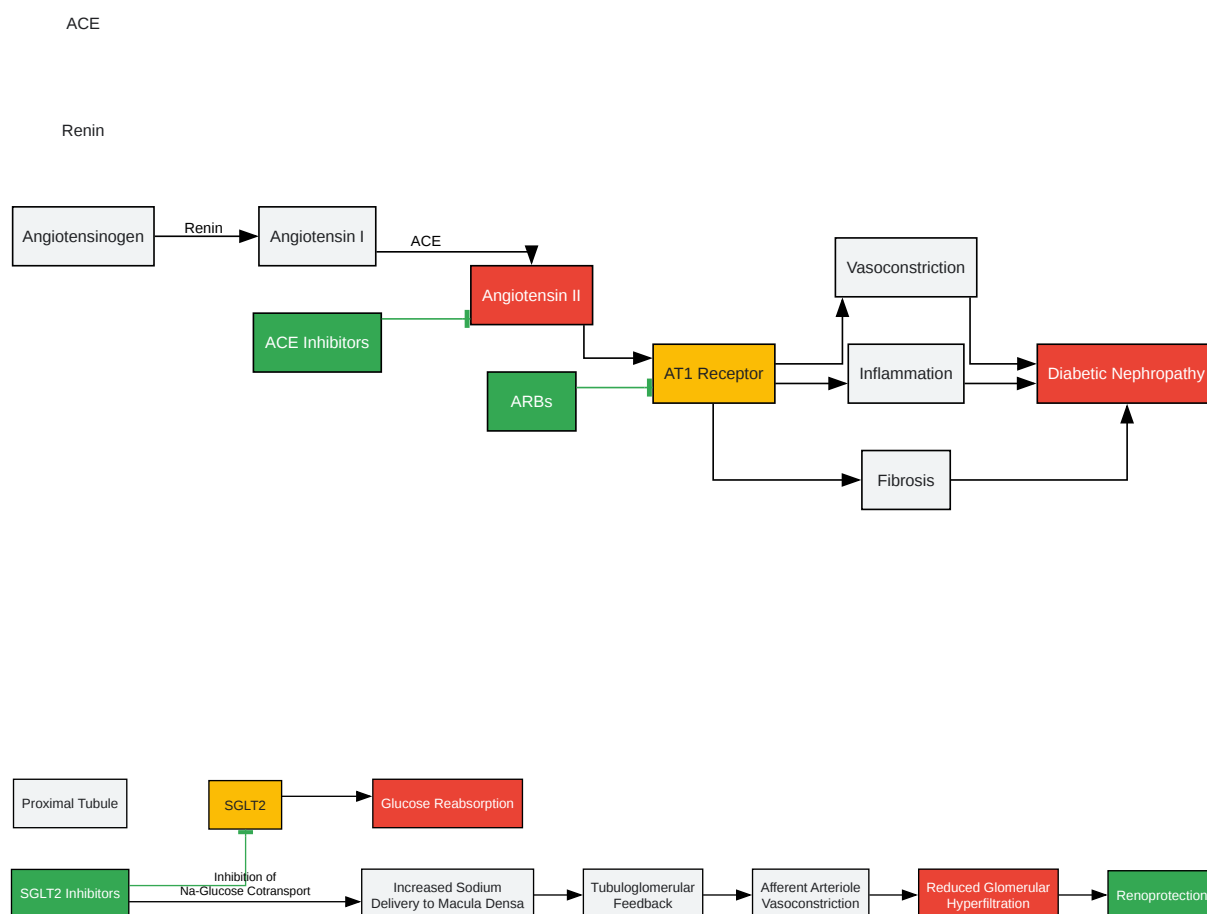 ACE
Renin
Angiotensinogen
Renin
Angiotensin I
ACE
Angiotensin II
ACE Inhibitors
ARBs
AT1 Receptor
Vasoconstriction
Inflammation
Fibrosis
Diabetic Nephropathy
Proximal Tubule
SGLT2
Glucose Reabsorption
SGLT2 Inhibitors
Inhibition of
Na-Glucose Cotransport
Increased Sodium
Delivery to Macula Densa
Tubuloglomerular
Feedback
Afferent Arteriole
Vasoconstriction
Reduced Glomerular
Hyperfiltration
Renoprotection